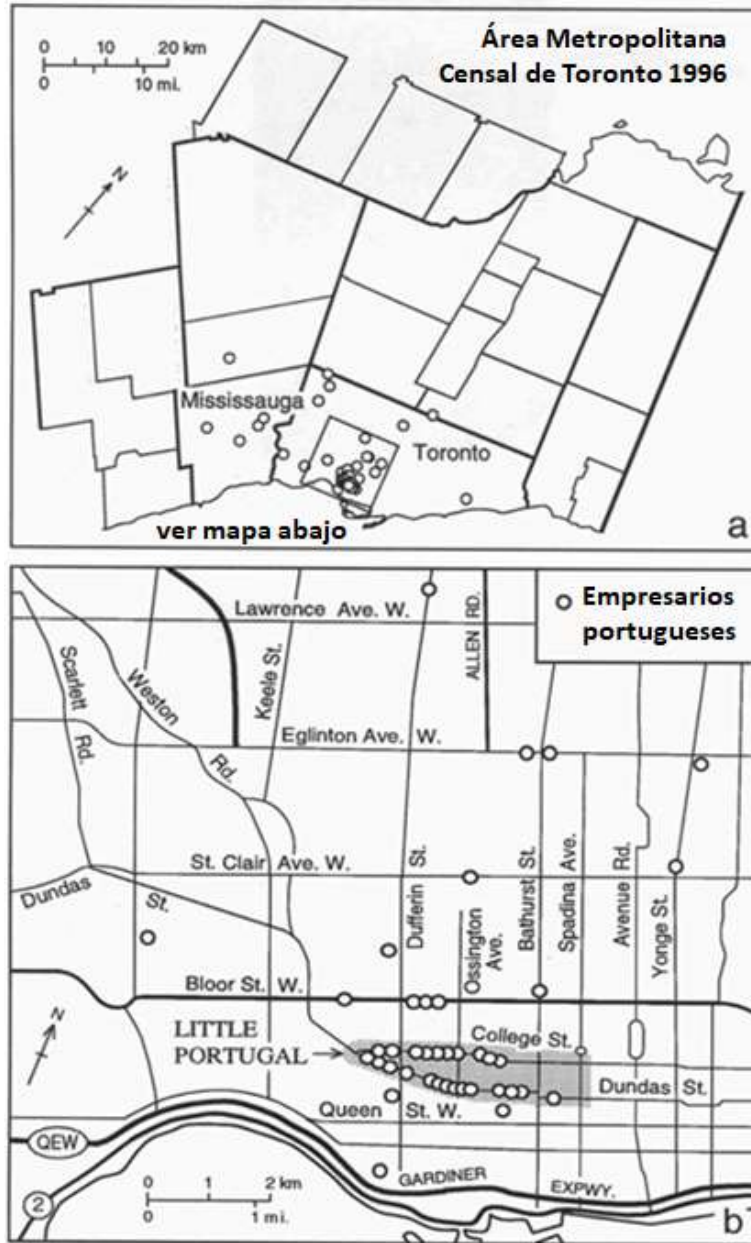 0 10 20 km
0 10 mi.
Área Metropolitana
Censal de Toronto 1996
N
Mississauga
Toronto
ver mapa abajo
a
Empresarios
portugueses
Lawrence Ave. W.
ALLEN RD.
Keele St.
Scarlett
Rd.
Weston
Rd.
Eglinton Ave. W.
St. Clair Ave. W.
Dundas
St.
Dufferin St.
Ossington
Ave.
Bathurst St.
Spadina Ave.
Avenue Rd.
Yonge St.
Bloor St. W.
N
LITTLE
PORTUGAL
College St.
Dundas St.
Queen St. W.
QEW
GARDINER EXPWY.
2
0 1 2 km
0 1 mi.
b